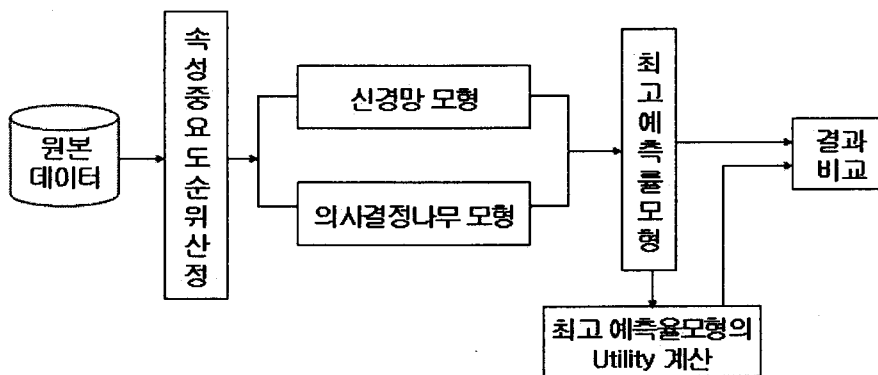 원본
데이터
속성중요도순위산정
신경망 모형
의사결정나무 모형
최고예측률모형
결과
비교
최고 예측율모형의
Utility 계산